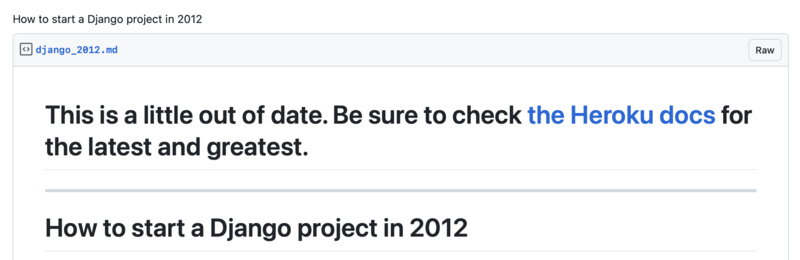 How to start a Django project in 2012
django_2012.md
Raw
This is a little out of date. Be sure to check the Heroku docs for
the latest and greatest.
How to start a Django project in 2012